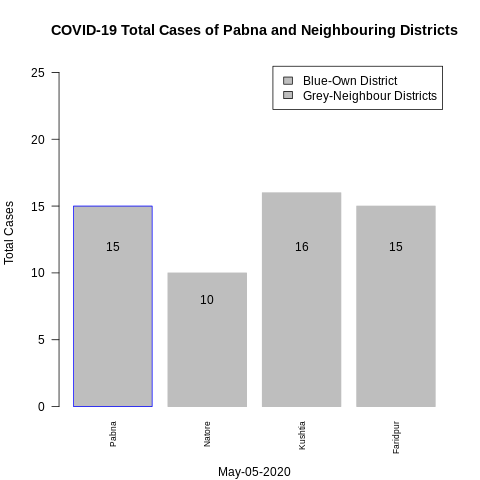 COVID-19 Total Cases of Pabna and Neighbouring Districts
Blue-Own District
Grey-Neighbour Districts
Total Cases
25
20
15
10
5
0
15
10
16
15
Pabna
Natore
Kushtia
Faridpur
May-05-2020